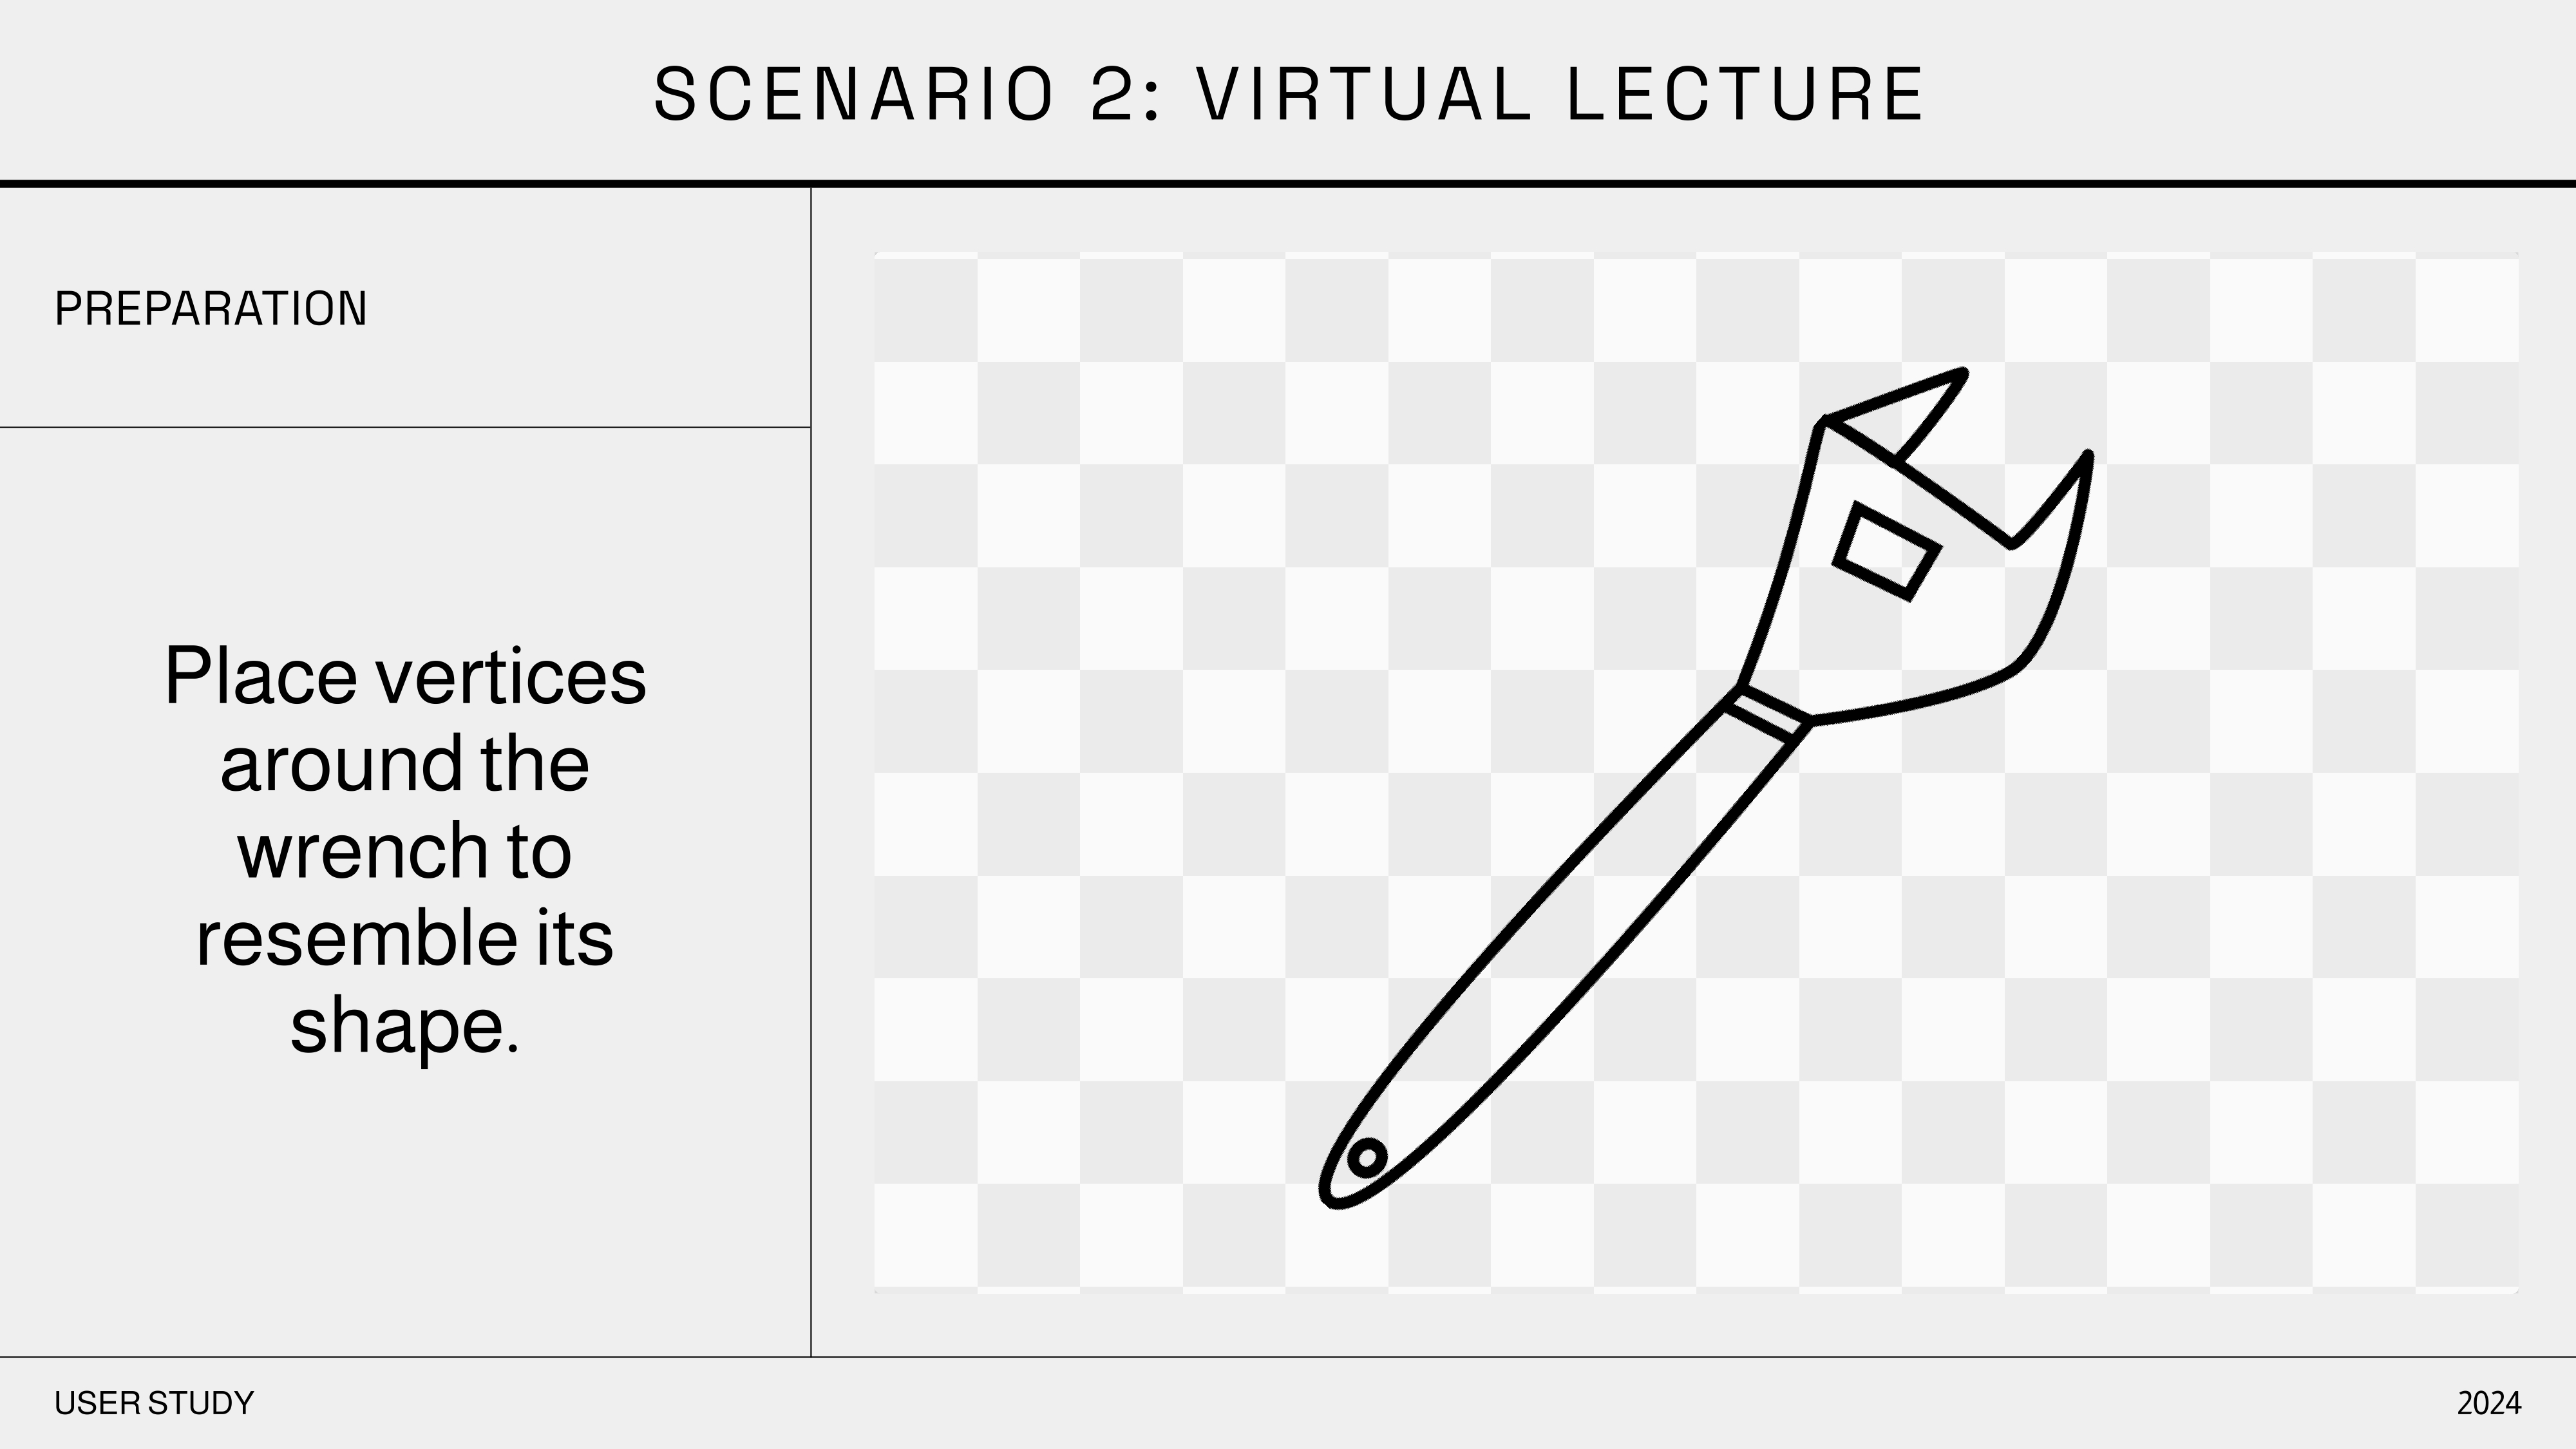 SCENARIO 2: VIRTUAL LECTURE
PREPARATION
Place vertices
around the
wrench to
resemble its
shape.
USER STUDY
2024